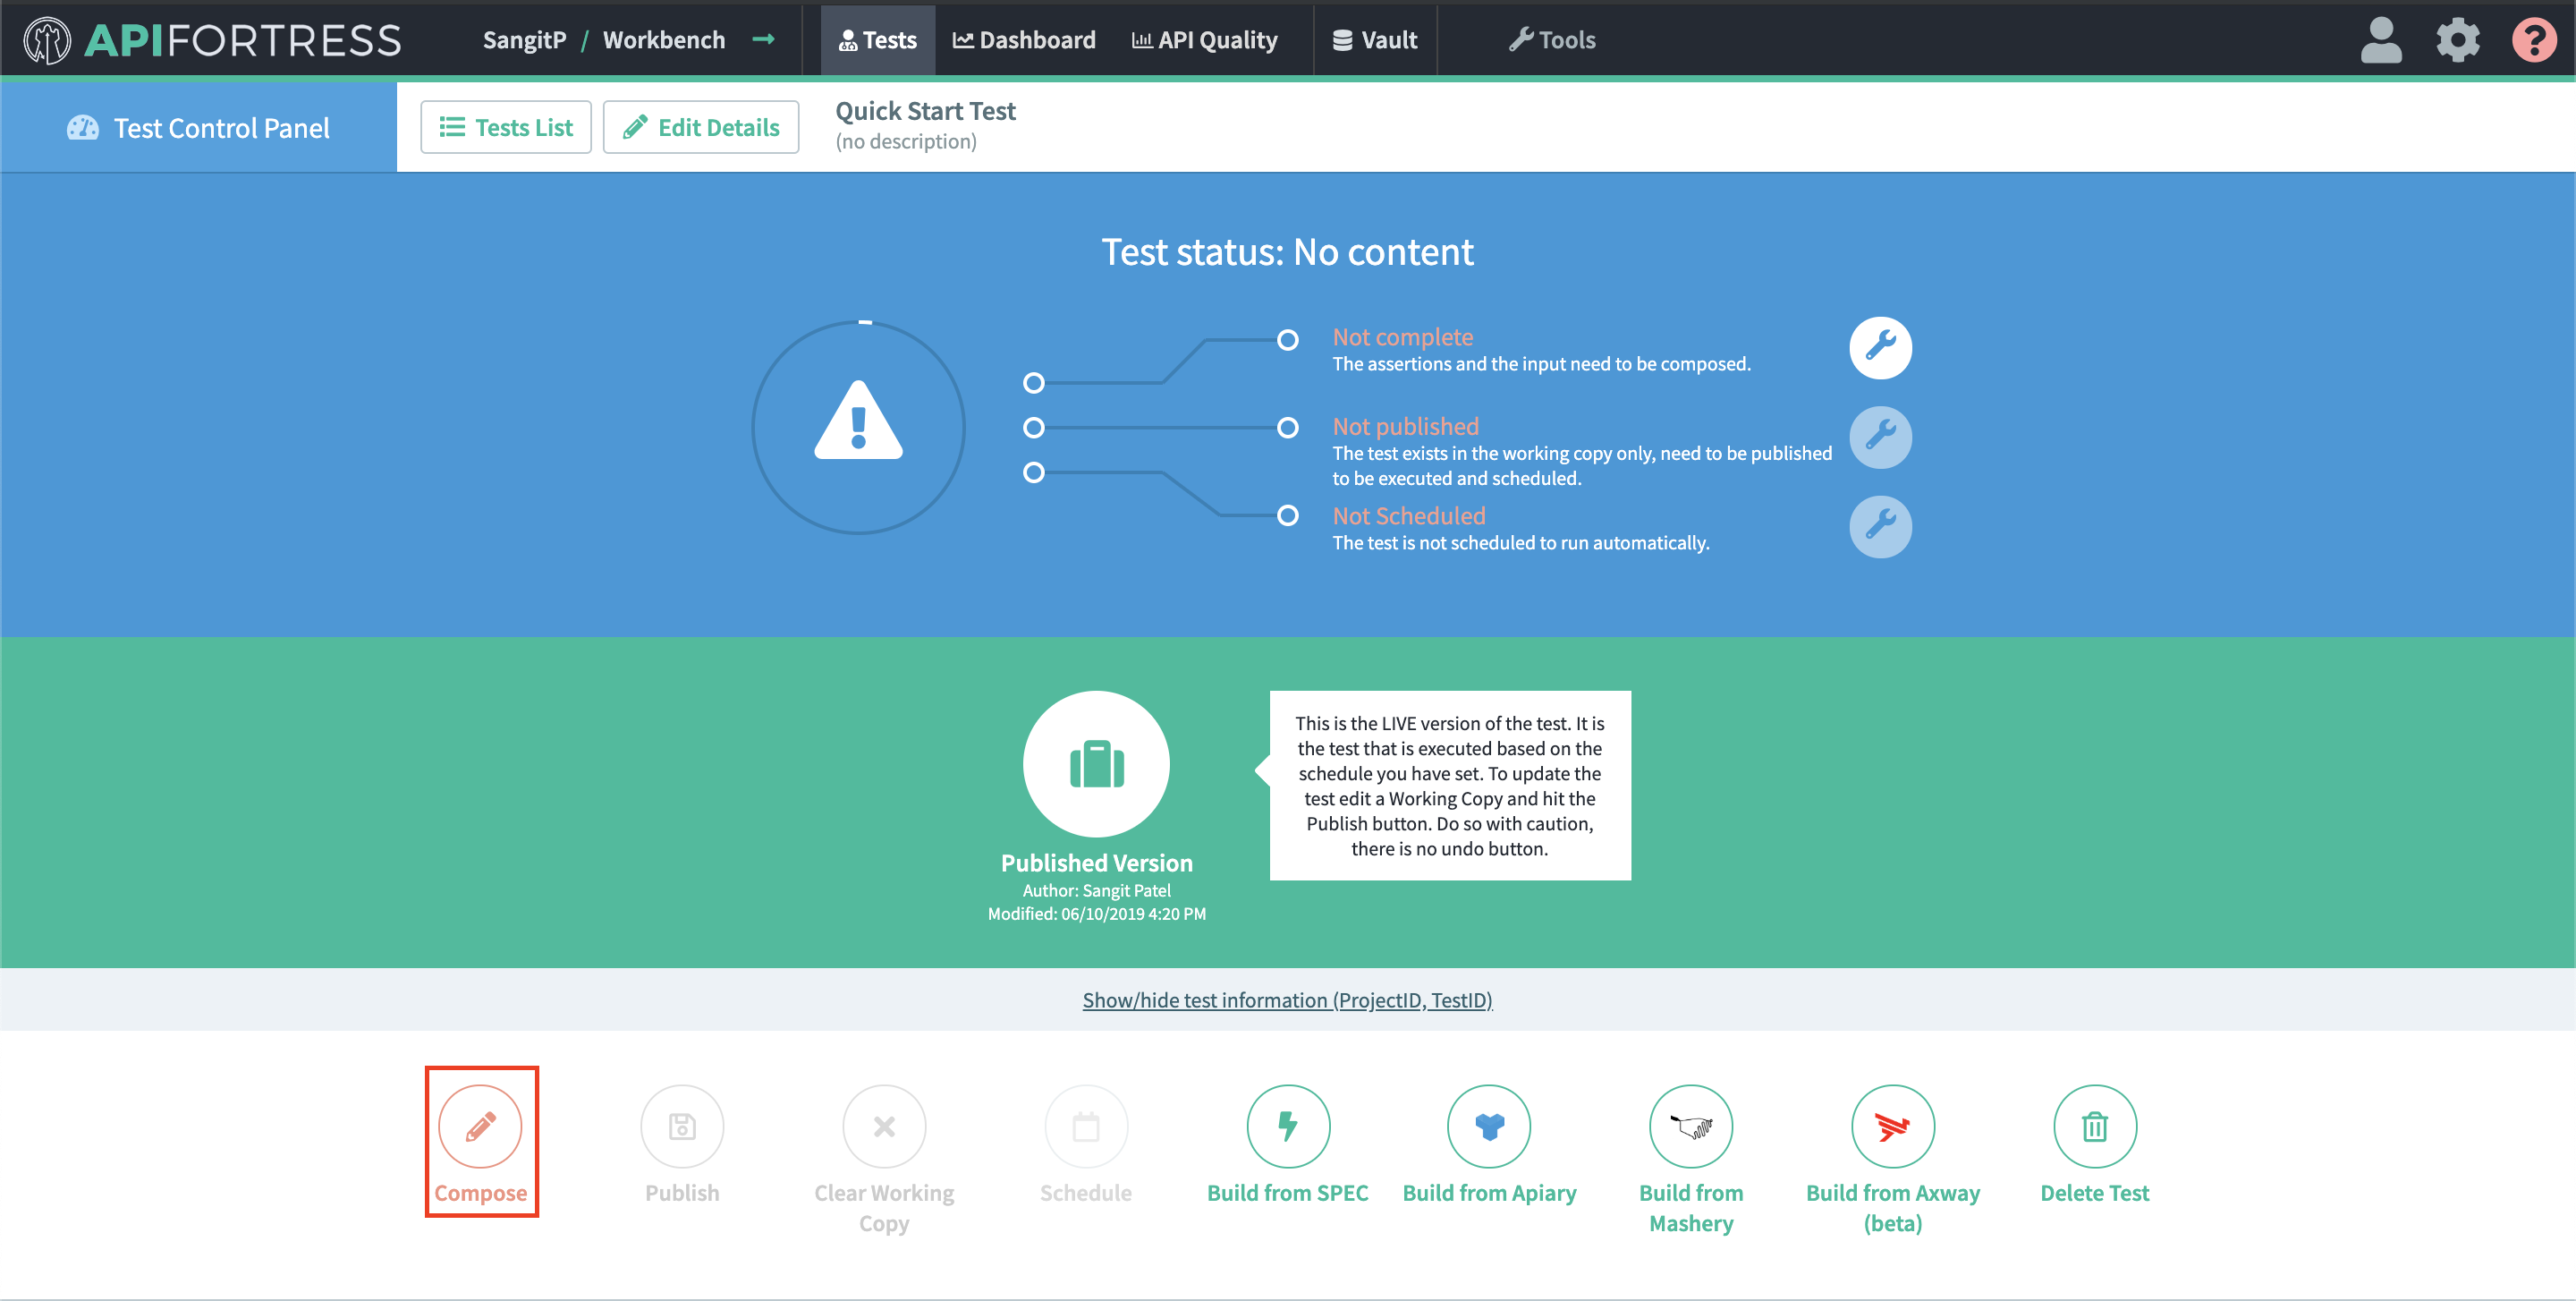 APIFORTRESS
SangitP / Workbench
Tests
Dashboard
API Quality
Vault
Tools
?
Test Control Panel
Tests List
Edit Details
Quick Start Test
(no description)
Test status: No content
Not complete
The assertions and the input need to be composed.
Not published
The test exists in the working copy only, need to be published
to be executed and scheduled.
Not Scheduled
The test is not scheduled to run automatically.
Published Version
Author: Sangit Patel
Modified: 06/10/2019 4:20 PM
This is the LIVE version of the test. It is
the test that is executed based on the
schedule you have set. To update the
test edit a Working Copy and hit the
Publish button. Do so with caution,
there is no undo button.
Show/hide test information (ProjectID, TestID)
Compose
Publish
Clear Working
Copy
Schedule
Build from SPEC
Build from Apiary
Build from
Mashery
Build from Axway
(beta)
Delete Test